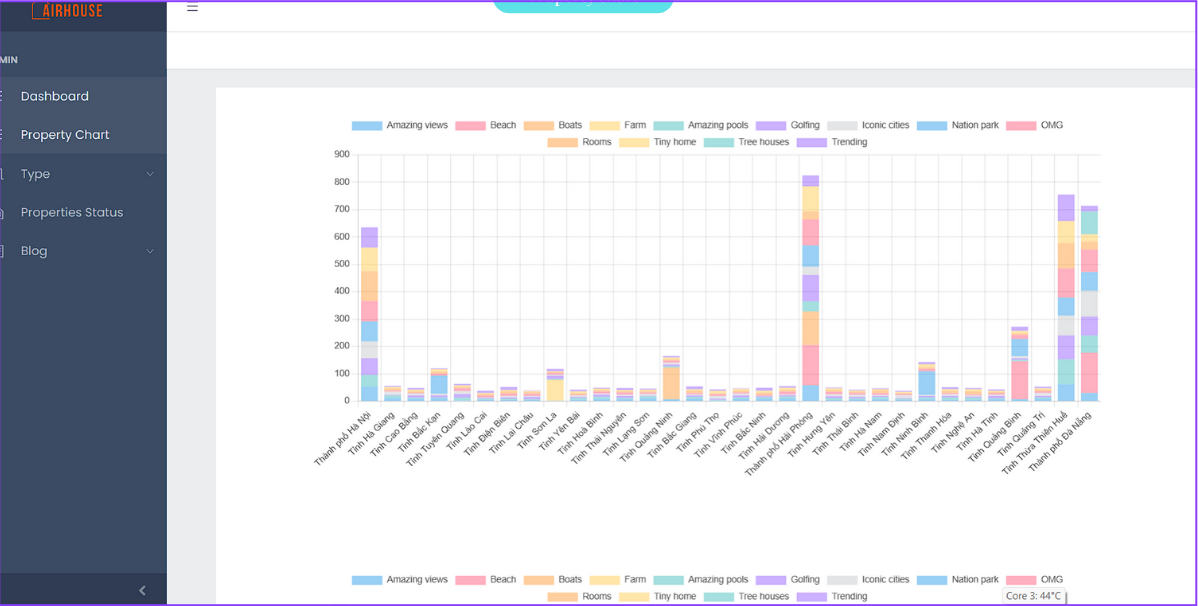 AIRHOUSE
MIN
Dashboard
Property Chart
Type
Properties Status
Blog
Amazing views Beach Boats Farm Amazing pools Golfing Iconic cities Nation park OMG
Rooms Tiny home Tree houses Trending
900
800
700
600
500
400
300
200
100
0
Thành phố Hà Nội
Tỉnh Hà Giang
Tỉnh Cao Bằng
Tỉnh Bắc Kạn
Tỉnh Tuyên Quang
Tỉnh Lào Cai
Tỉnh Điện Biên
Tỉnh Lai Châu
Tỉnh Sơn La
Tỉnh Yên Bái
Tỉnh Hoà Bình
Tỉnh Thái Nguyên
Tỉnh Lạng Sơn
Tỉnh Quảng Ninh
Tỉnh Bắc Giang
Tỉnh Phú Thọ
Tỉnh Vĩnh Phúc
Tỉnh Bắc Ninh
Tỉnh Hải Dương
Thành phố Hải Phòng
Tỉnh Hưng Yên
Tỉnh Thái Bình
Tỉnh Hà Nam
Tỉnh Nam Định
Tỉnh Ninh Bình
Tỉnh Thanh Hóa
Tỉnh Nghệ An
Tỉnh Hà Tĩnh
Tỉnh Quảng Bình
Tỉnh Quảng Trị
Tỉnh Thừa Thiên Huế
Thành phố Đà Nẵng
Amazing views Beach Boats Farm Amazing pools Golfing Iconic cities Nation park OMG
Rooms Tiny home Tree houses Trending
Core 3: 44°C